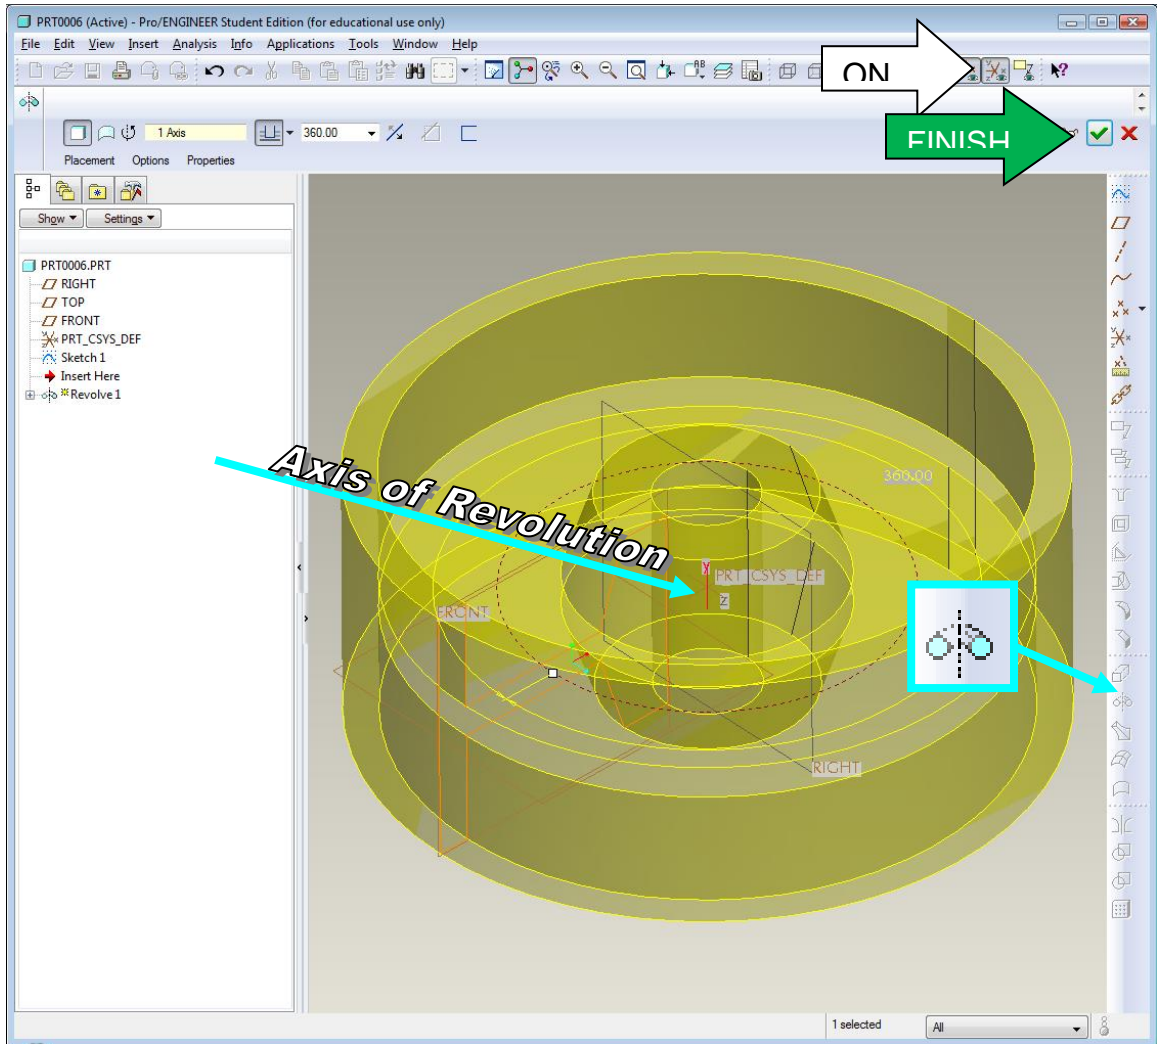 PRT0006 (Active) - Pro/ENGINEER Student Edition (for educational use only)
File Edit View Insert Analysis Info Applications Tools Window Help
ON
FINISH
1 Axis
360.00
Placement Options Properties
Show Settings
PRT0006.PRT
RIGHT
TOP
FRONT
PRT_CSYS_DEF
Sketch 1
Insert Here
Revolve 1
Axis of Revolution
360.00
Y
PRT_CSYS_DEF
Z
FRONT
RIGHT
1 selected
All